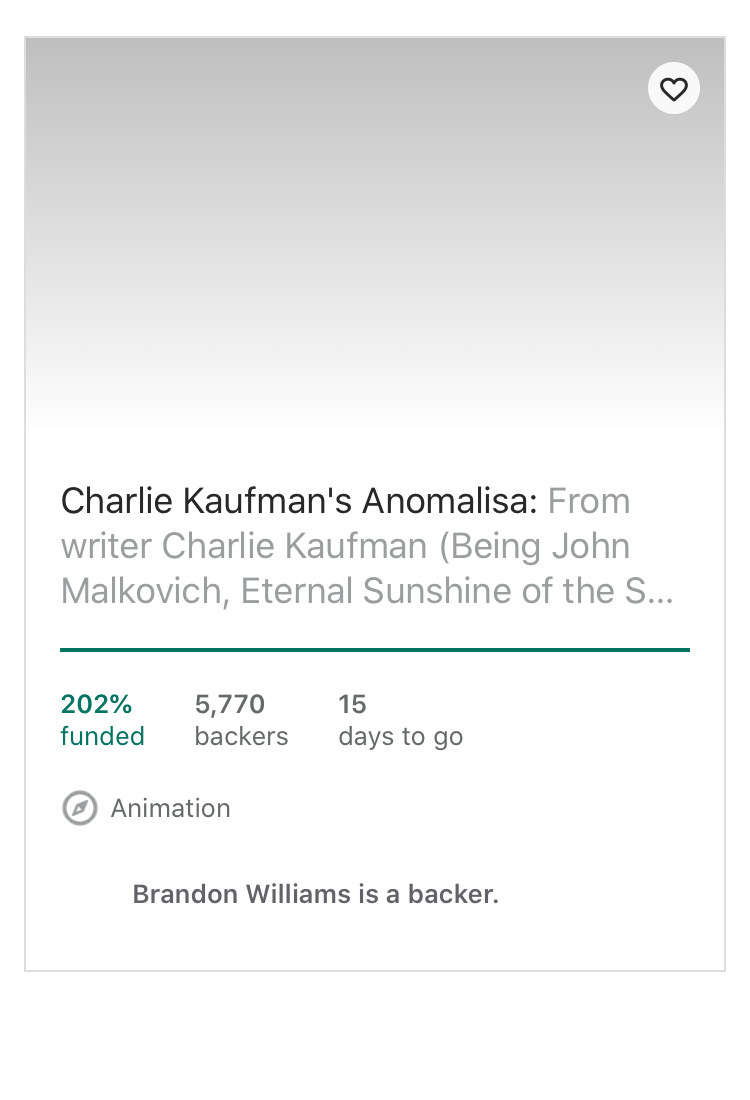 Charlie Kaufman's Anomalisa: From
writer Charlie Kaufman (Being John
Malkovich, Eternal Sunshine of the S...
202% 5,770 15
funded backers days to go
Animation
Brandon Williams is a backer.